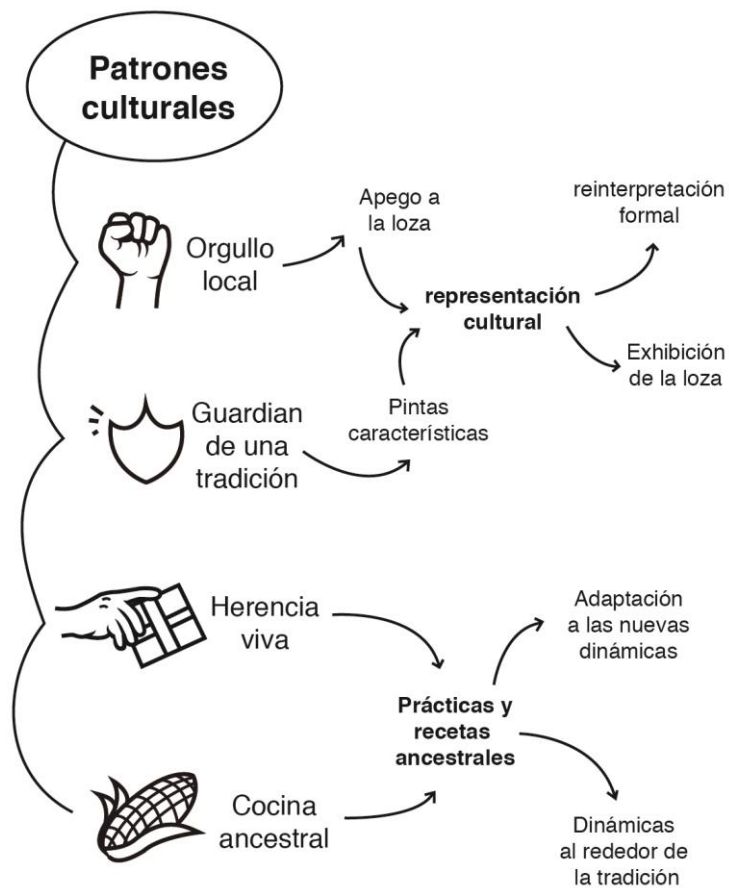 Patrones
culturales
Orgullo
local
Apego a
la loza
representación
cultural
reinterpretación
formal
Exhibición
de la loza
Guardian
de una
tradición
Pintas
características
Herencia
viva
Prácticas y
recetas
ancestrales
Adaptación
a las nuevas
dinámicas
Cocina
ancestral
Dinámicas
al rededor de
la tradición